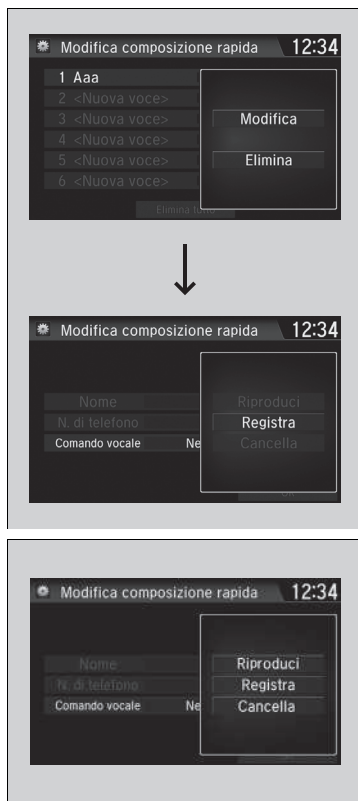 Modifica composizione rapida 12:34
1 Aaa
2 <Nuova voce>
3 <Nuova voce>
4 <Nuova voce>
5 <Nuova voce>
6 <Nuova voce>
Modifica
Elimina
Elimina tutto
Modifica composizione rapida 12:34
Nome
N. di telefono
Comando vocale Ne
Riproduci
Registra
Cancella
Modifica composizione rapida 12:34
Nome
N. di telefono
Comando vocale Ne
Riproduci
Registra
Cancella